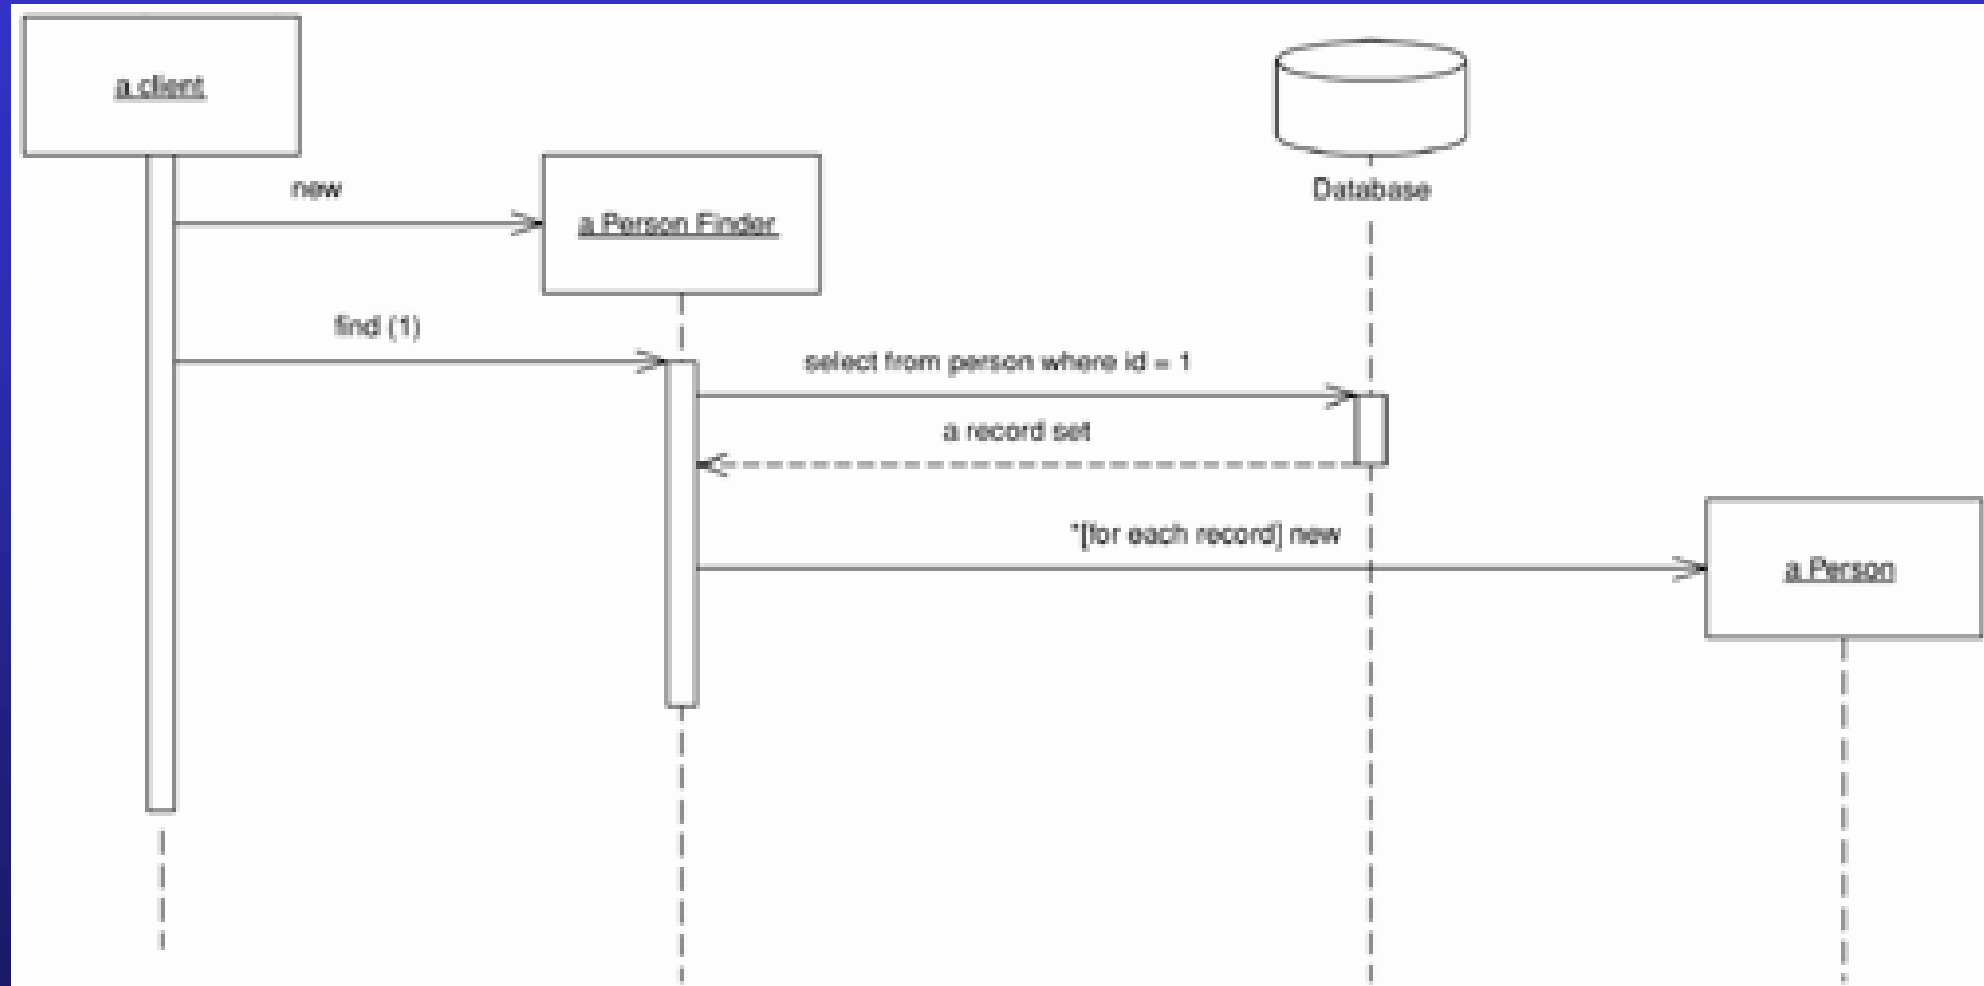 a client
new
a Person Finder
Database
find (1)
select from person where id = 1
a record set
*[for each record] new
a Person